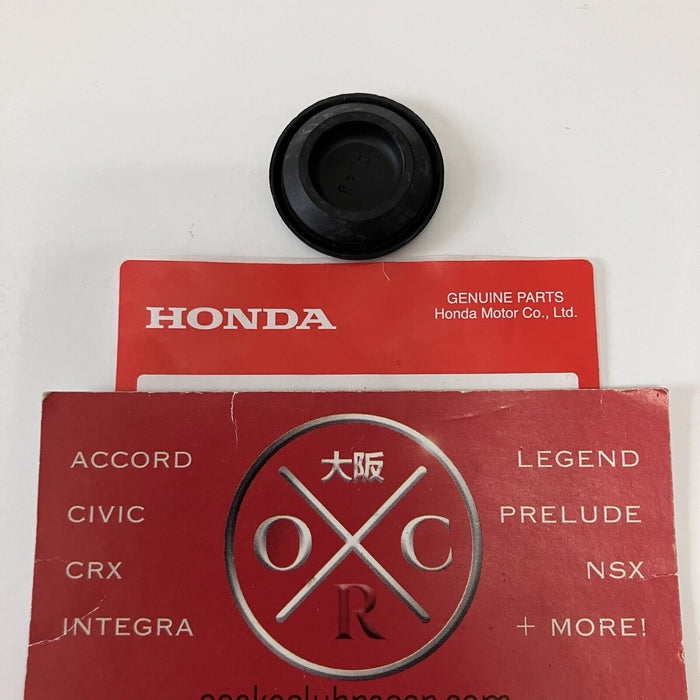 HONDA
GENUINE PARTS
Honda Motor Co., Ltd.
大阪
ACCORD
CIVIC
CRX
INTEGRA
O C
R
LEGEND
PRELUDE
NSX
+ MORE!